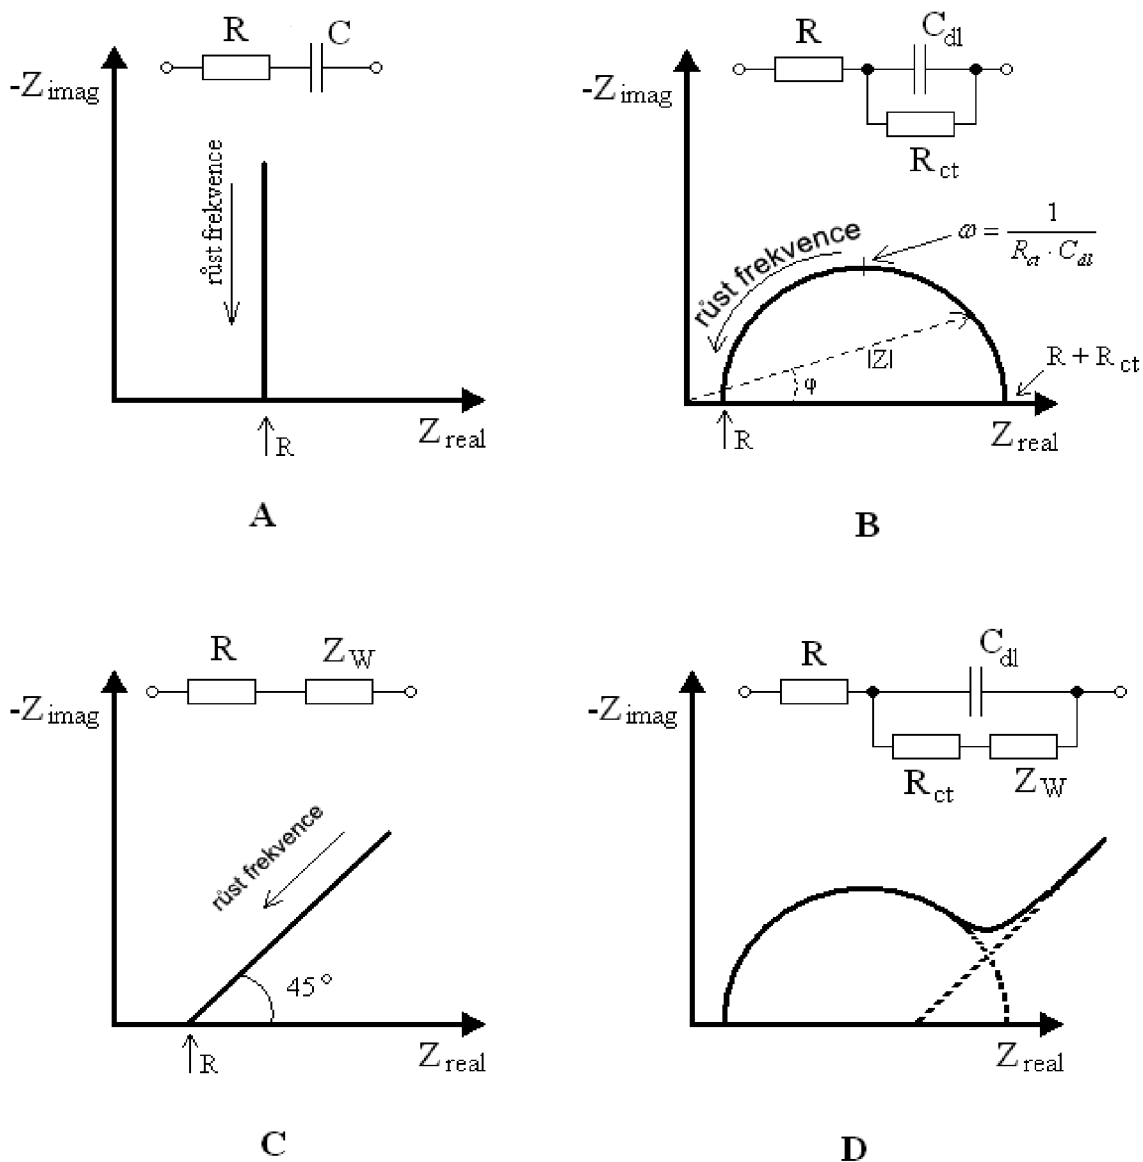 R
C
-Z imag
růst frekvence
R
Z real
A
R
C dl
-Z imag
R ct
růst frekvence
ω = 1 / (R ct · C dl)
|Z|
φ
R + R ct
R
Z real
B
R
Z W
-Z imag
růst frekvence
45°
R
Z real
C
R
C dl
-Z imag
R ct
Z W
Z real
D